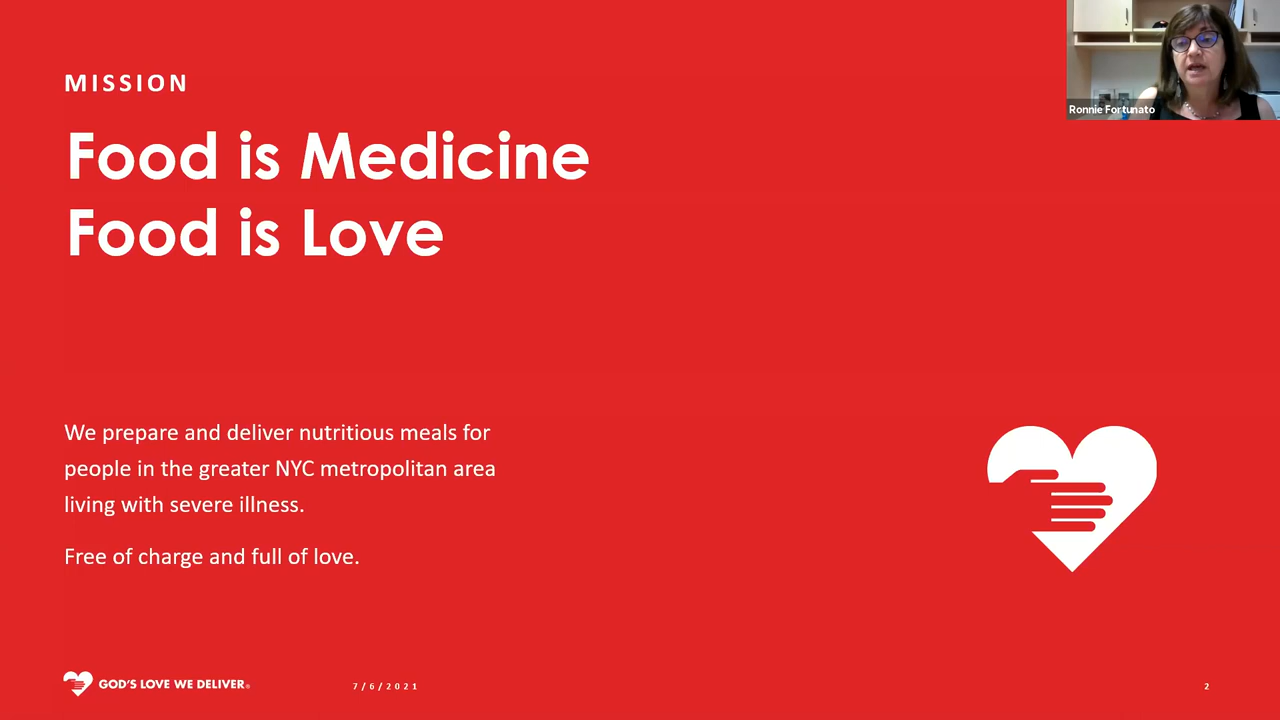 MISSION
Food is Medicine
Food is Love
We prepare and deliver nutritious meals for
people in the greater NYC metropolitan area
living with severe illness.
Free of charge and full of love.
GOD'S LOVE WE DELIVER®
7/6/2021
2
Ronnie Fortunato